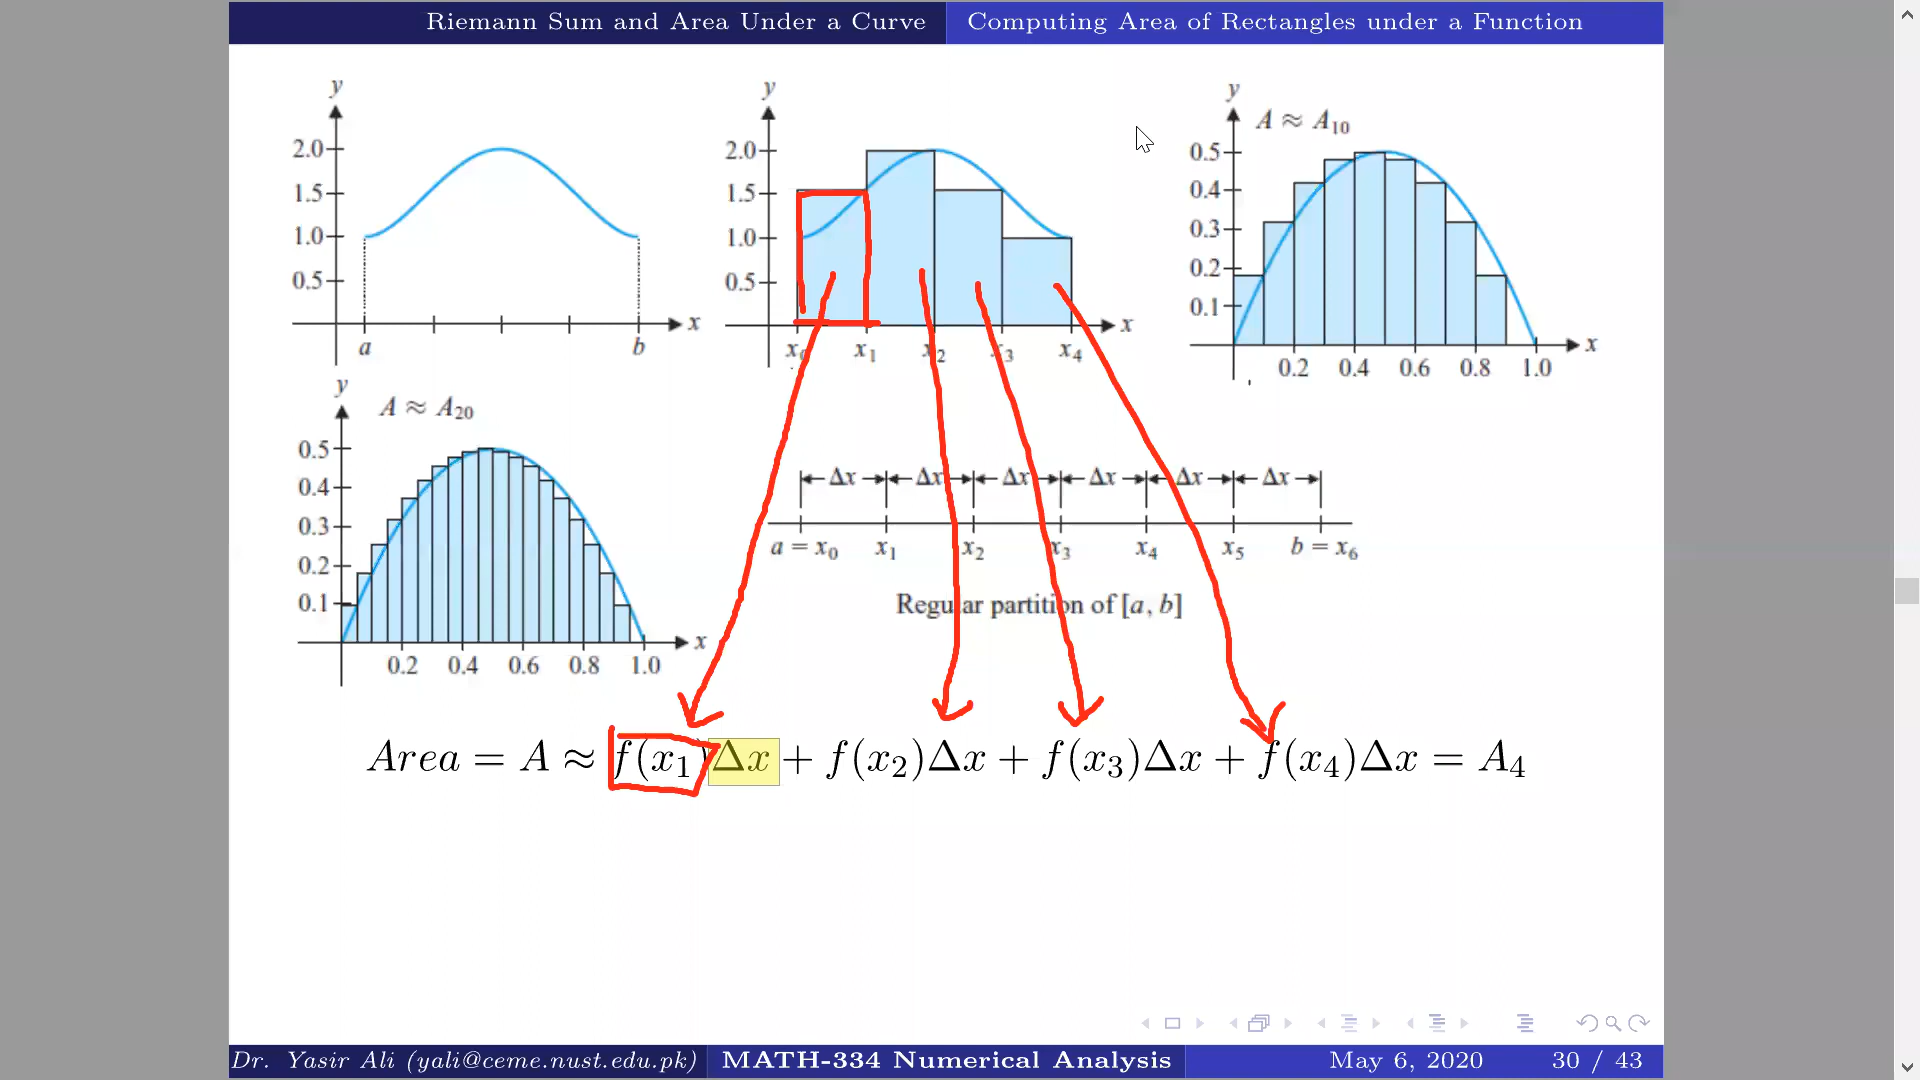 Riemann Sum and Area Under a Curve
Computing Area of Rectangles under a Function
y
2.0
1.5
1.0
0.5
x
a
b
y
2.0
1.5
1.0
0.5
x
x₀ x₁ x₂ x₃ x₄
y
A ≈ A₁₀
0.5
0.4
0.3
0.2
0.1
x
0.2 0.4 0.6 0.8 1.0
y
A ≈ A₂₀
0.5
0.4
0.3
0.2
0.1
x
0.2 0.4 0.6 0.8 1.0
Δx Δx Δx Δx Δx Δx
a = x₀ x₁ x₂ x₃ x₄ x₅ b = x₆
Regular partition of [a, b]
Area = A ≈ f(x₁)Δx + f(x₂)Δx + f(x₃)Δx + f(x₄)Δx = A₄
Dr. Yasir Ali (yali@ceme.nust.edu.pk)
MATH-334 Numerical Analysis
May 6, 2020
30 / 43